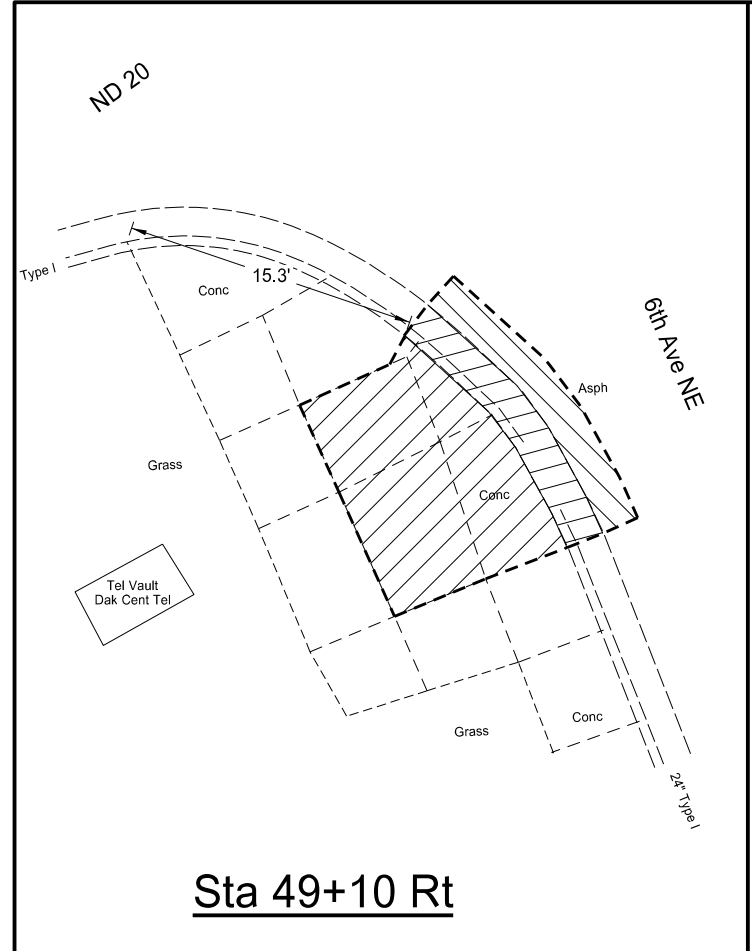 ND 20
Type I
15.3'
Conc
6th Ave NE
Asph
Grass
Conc
Tel Vault
Dak Cent Tel
Conc
Grass
24" Type I
Sta 49+10 Rt